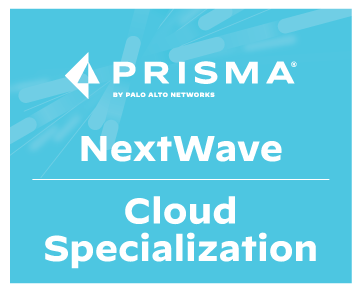 PRISMA®
BY PALO ALTO NETWORKS
NextWave
Cloud
Specialization